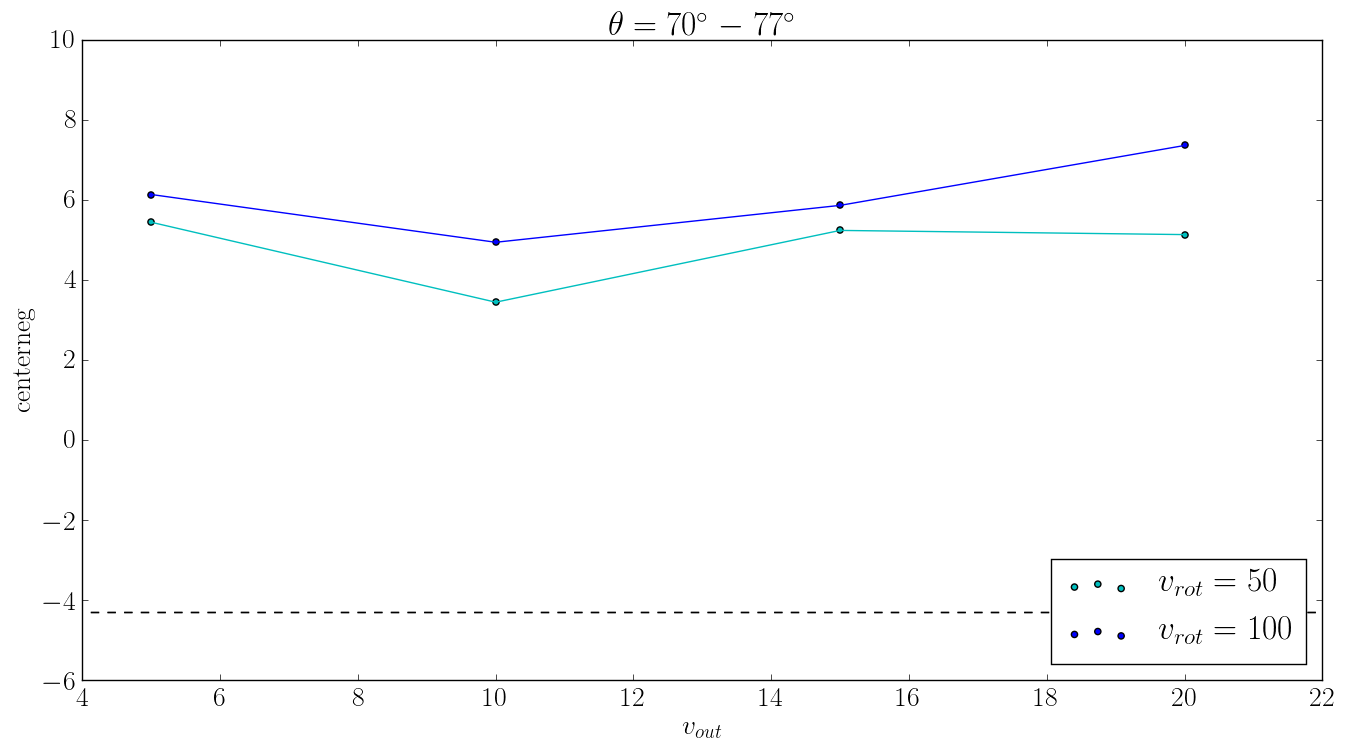 θ = 70° − 77°
10
8
6
4
2
0
−2
−4
−6
centerneg
4 6 8 10 12 14 16 18 20 22
v_out
v_rot = 50
v_rot = 100